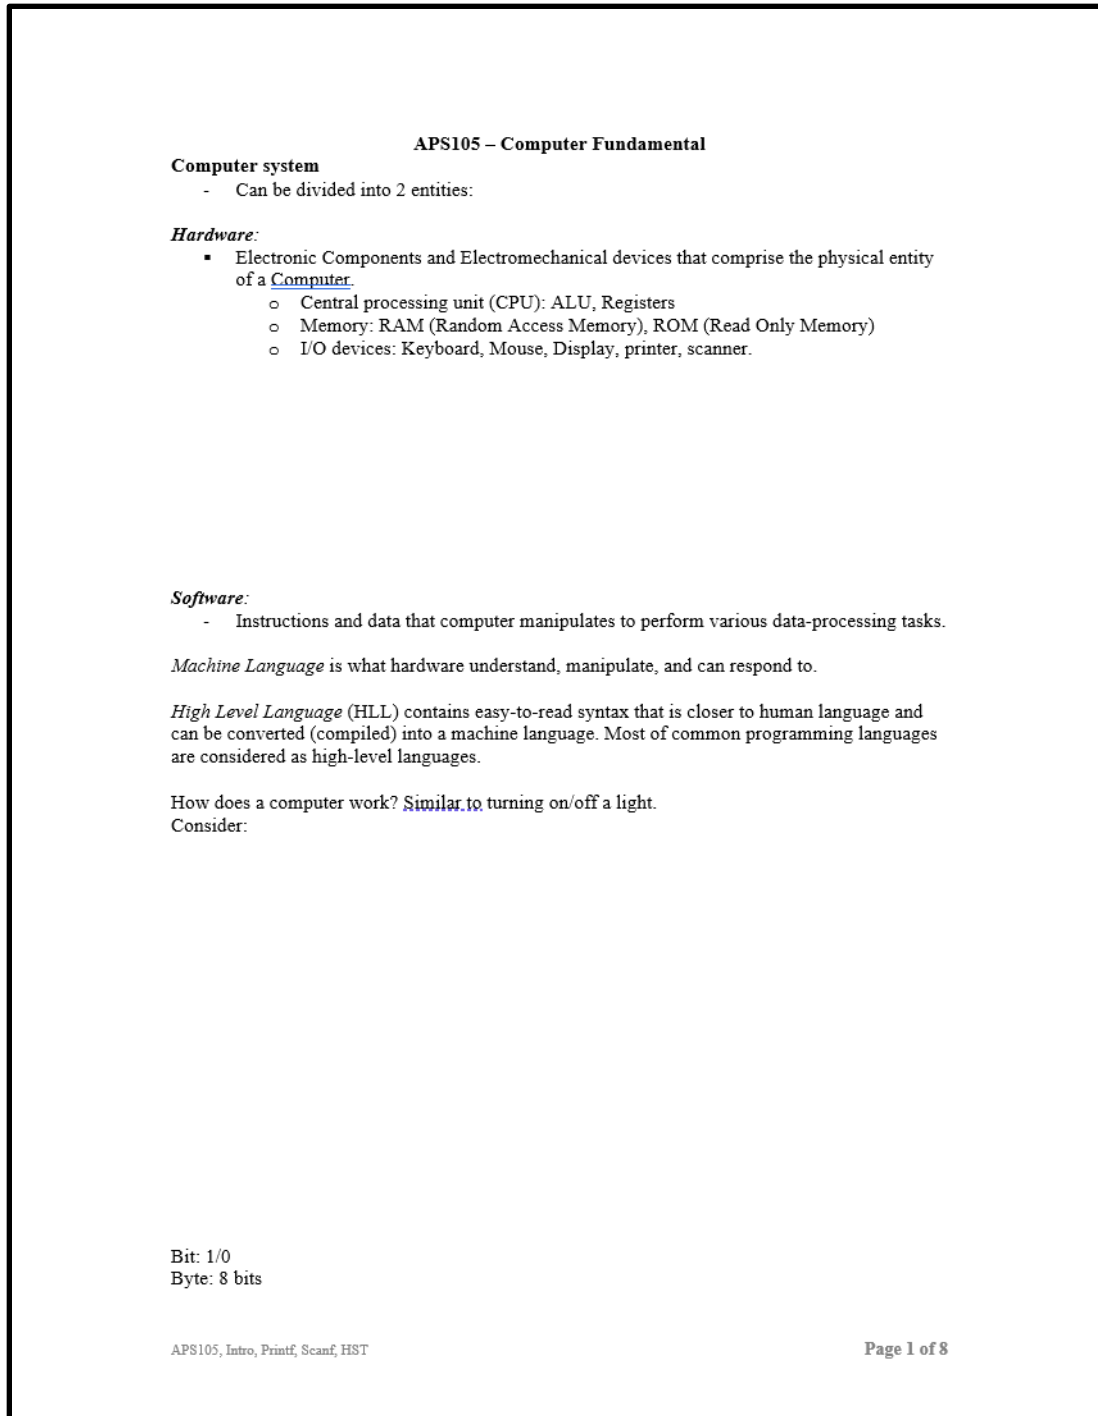 APS105 – Computer Fundamental
Computer system
- Can be divided into 2 entities:
Hardware:
▪ Electronic Components and Electromechanical devices that comprise the physical entity
of a Computer.
o Central processing unit (CPU): ALU, Registers
o Memory: RAM (Random Access Memory), ROM (Read Only Memory)
o I/O devices: Keyboard, Mouse, Display, printer, scanner.
Software:
- Instructions and data that computer manipulates to perform various data-processing tasks.
Machine Language is what hardware understand, manipulate, and can respond to.
High Level Language (HLL) contains easy-to-read syntax that is closer to human language and
can be converted (compiled) into a machine language. Most of common programming languages
are considered as high-level languages.
How does a computer work? Similar to turning on/off a light.
Consider:
Bit: 1/0
Byte: 8 bits
APS105, Intro, Printf, Scanf, HST Page 1 of 8